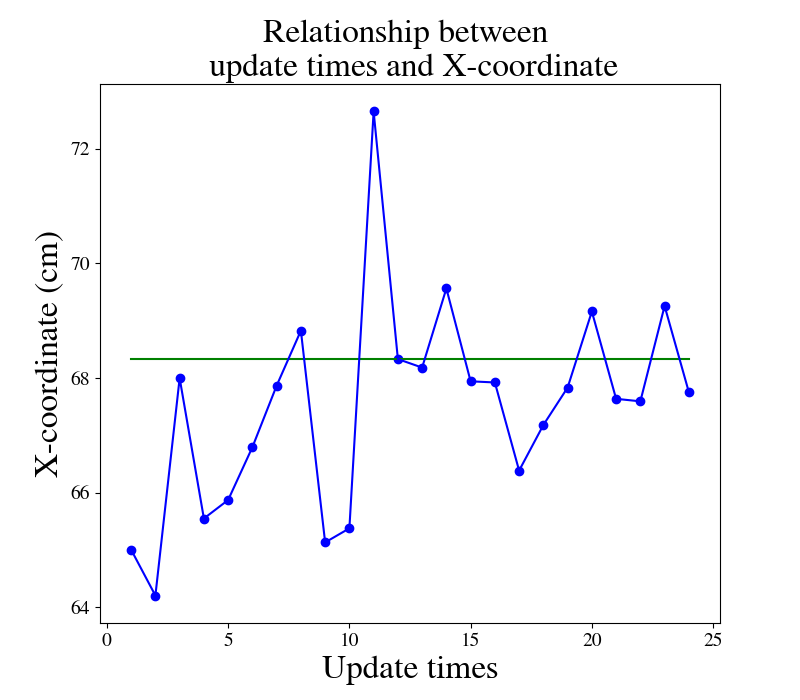 Relationship between
update times and X-coordinate
X-coordinate (cm)
72
70
68
66
64
0 5 10 15 20 25
Update times